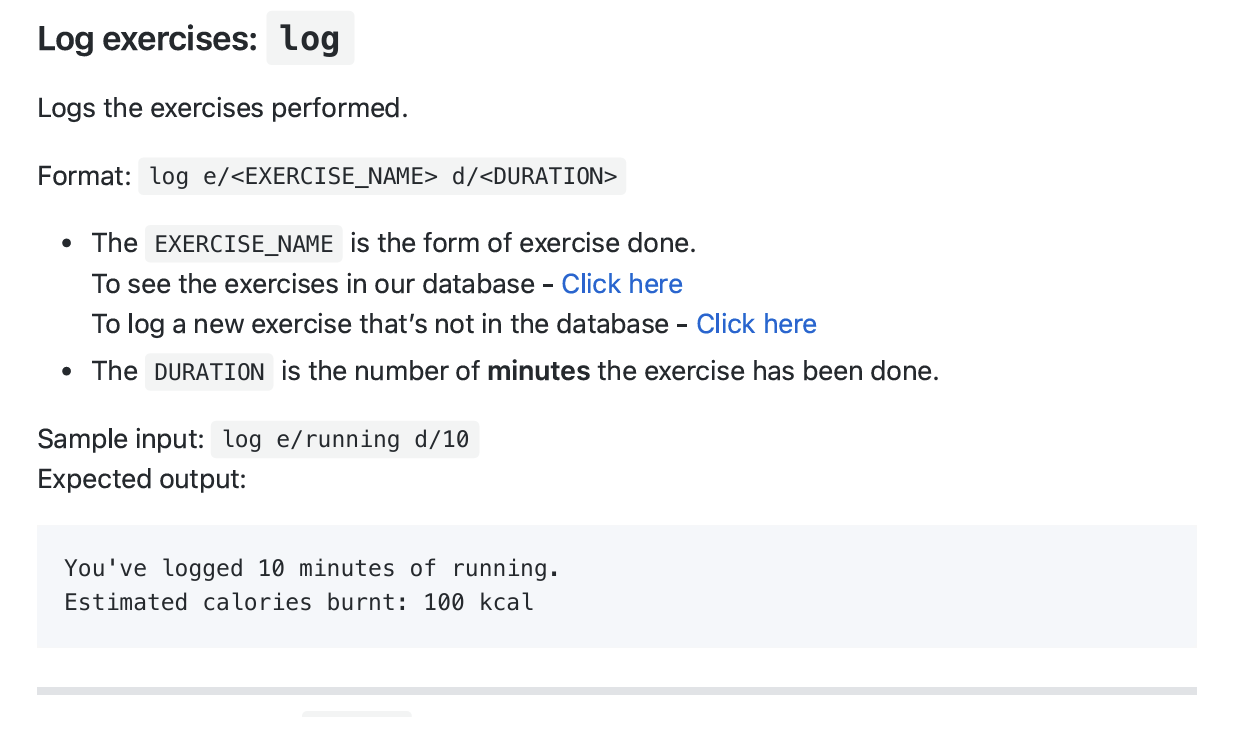 Log exercises: log
Logs the exercises performed.
Format: log e/<EXERCISE_NAME> d/<DURATION>
• The EXERCISE_NAME is the form of exercise done.
To see the exercises in our database – Click here
To log a new exercise that’s not in the database – Click here
• The DURATION is the number of minutes the exercise has been done.
Sample input: log e/running d/10
Expected output:
You've logged 10 minutes of running.
Estimated calories burnt: 100 kcal